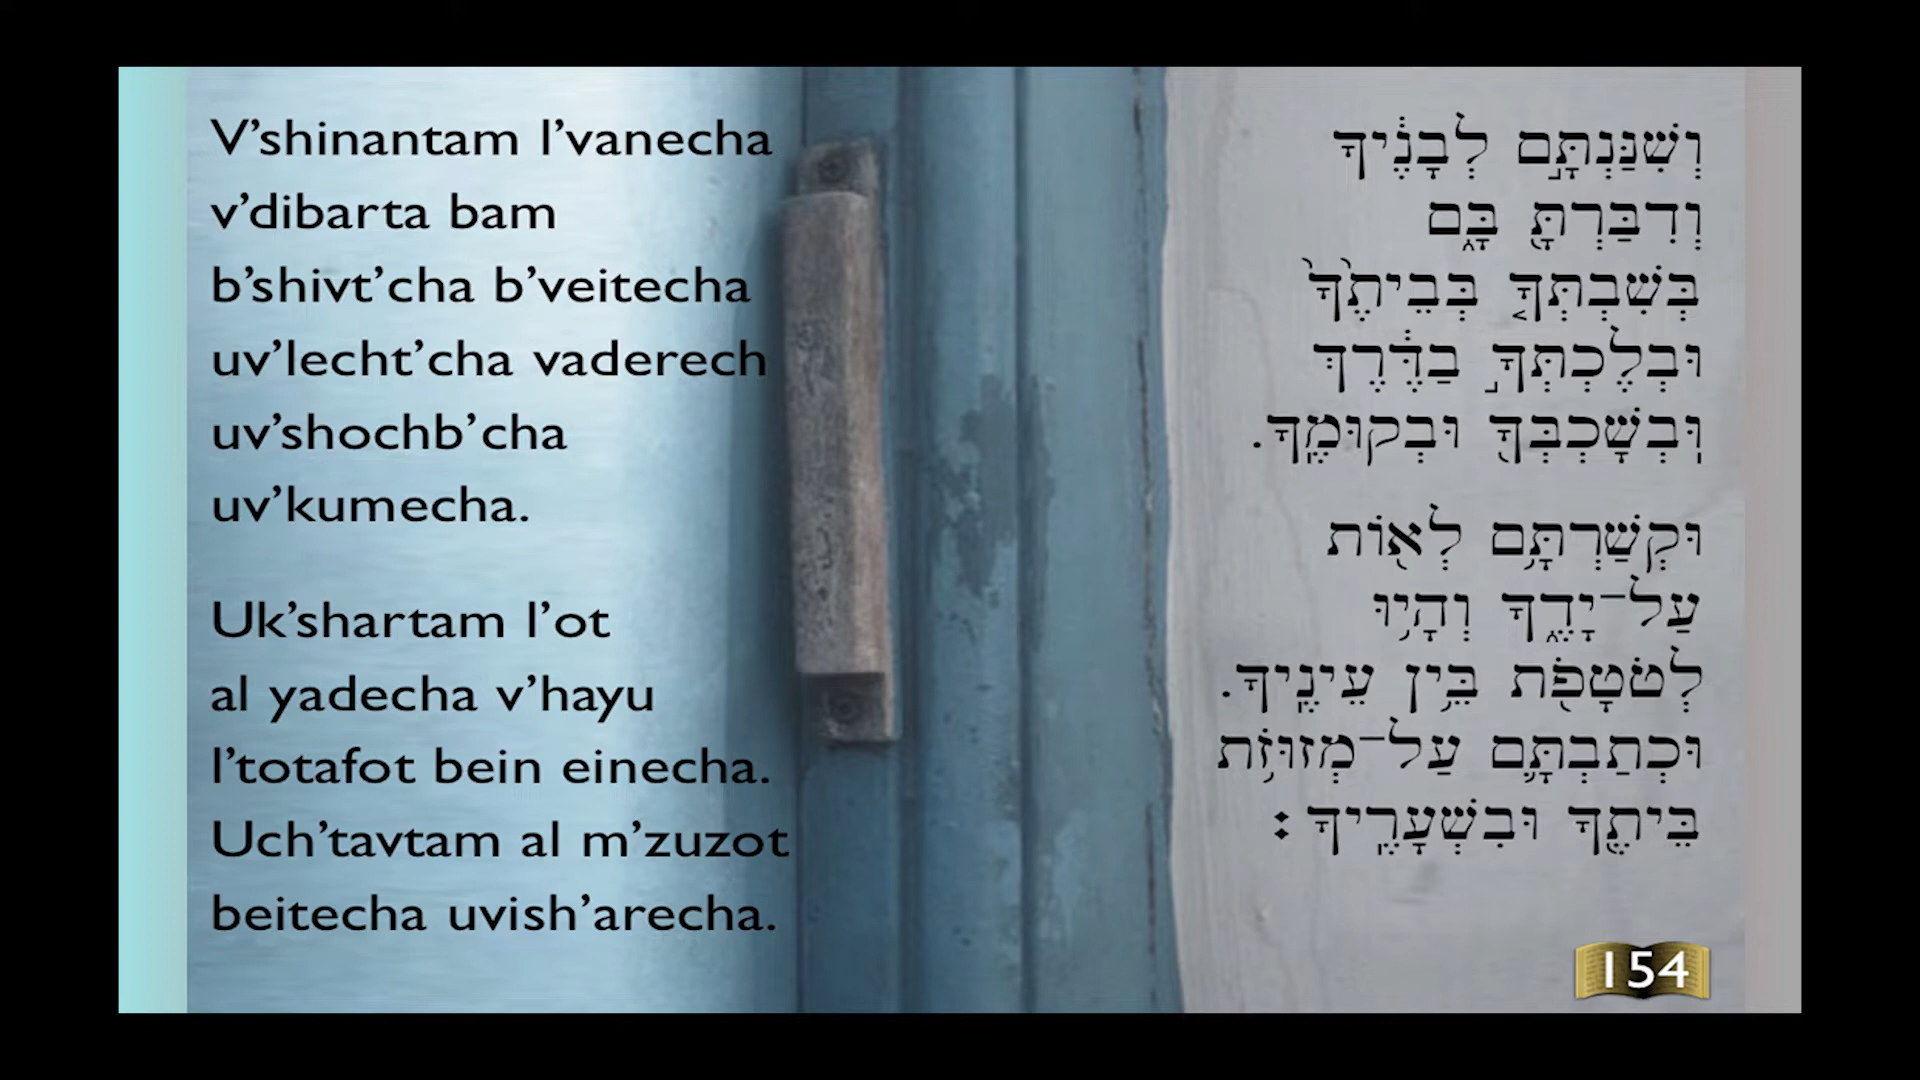 V’shinantam l’vanecha
v’dibarta bam
b’shivt’cha b’veitecha
uv’lecht’cha vaderech
uv’shochb’cha
uv’kumecha.
Uk’shartam l’ot
al yadecha v’hayu
l’totafot bein einecha.
Uch’tavtam al m’zuzot
beitecha uvish’arecha.
וְשִׁנַּנְתָּ֣ם לְבָנֶ֔יךָ
וְדִבַּרְתָּ֖ בָּ֑ם
בְּשִׁבְתְּךָ֤ בְּבֵיתֶ֙ךָ֙
וּבְלֶכְתְּךָ֣ בַדֶּ֔רֶךְ
וּֽבְשָׁכְבְּךָ֖ וּבְקוּמֶֽךָ.
וּקְשַׁרְתָּ֥ם לְא֖וֹת
עַל־יָדֶ֑ךָ וְהָי֥וּ
לְטֹטָפֹ֖ת בֵּ֥ין עֵינֶֽיךָ.
וּכְתַבְתָּ֛ם עַל־מְזוּזֹ֥ת
בֵּיתֶ֖ךָ וּבִשְׁעָרֶֽיךָ :
154